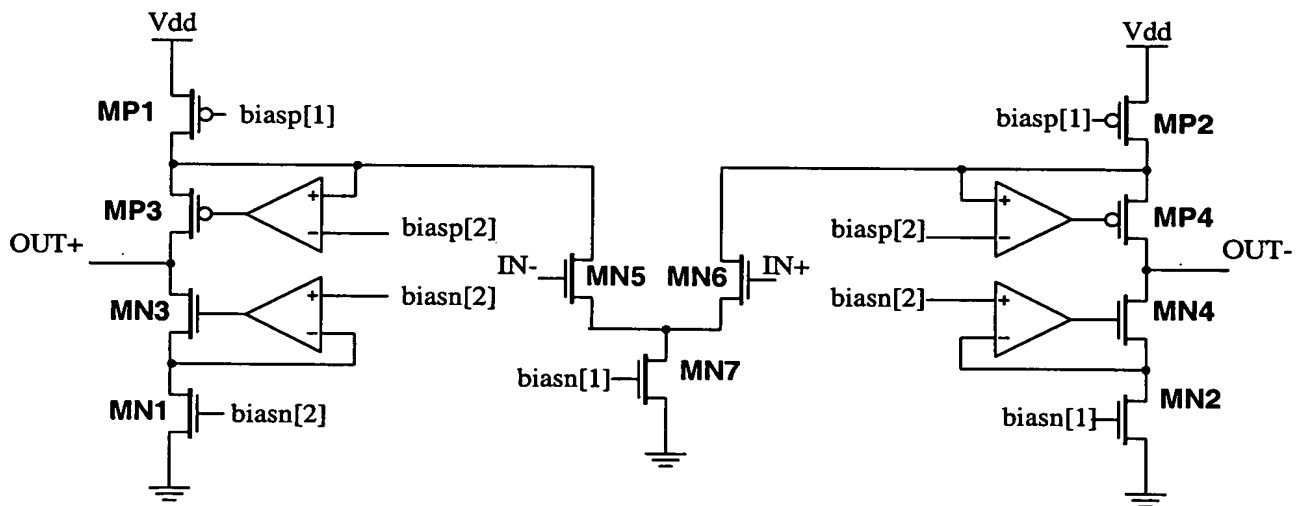 Vdd
Vdd
MP1
biasp[1]
biasp[1]
MP2
+
+
MP3
MP4
−
biasp[2]
biasp[2]
−
OUT+
IN-
MN5
MN6
IN+
OUT-
+
biasn[2]
biasn[2]
+
MN3
MN4
−
−
MN7
biasn[1]
MN1
biasn[2]
biasn[1]
MN2